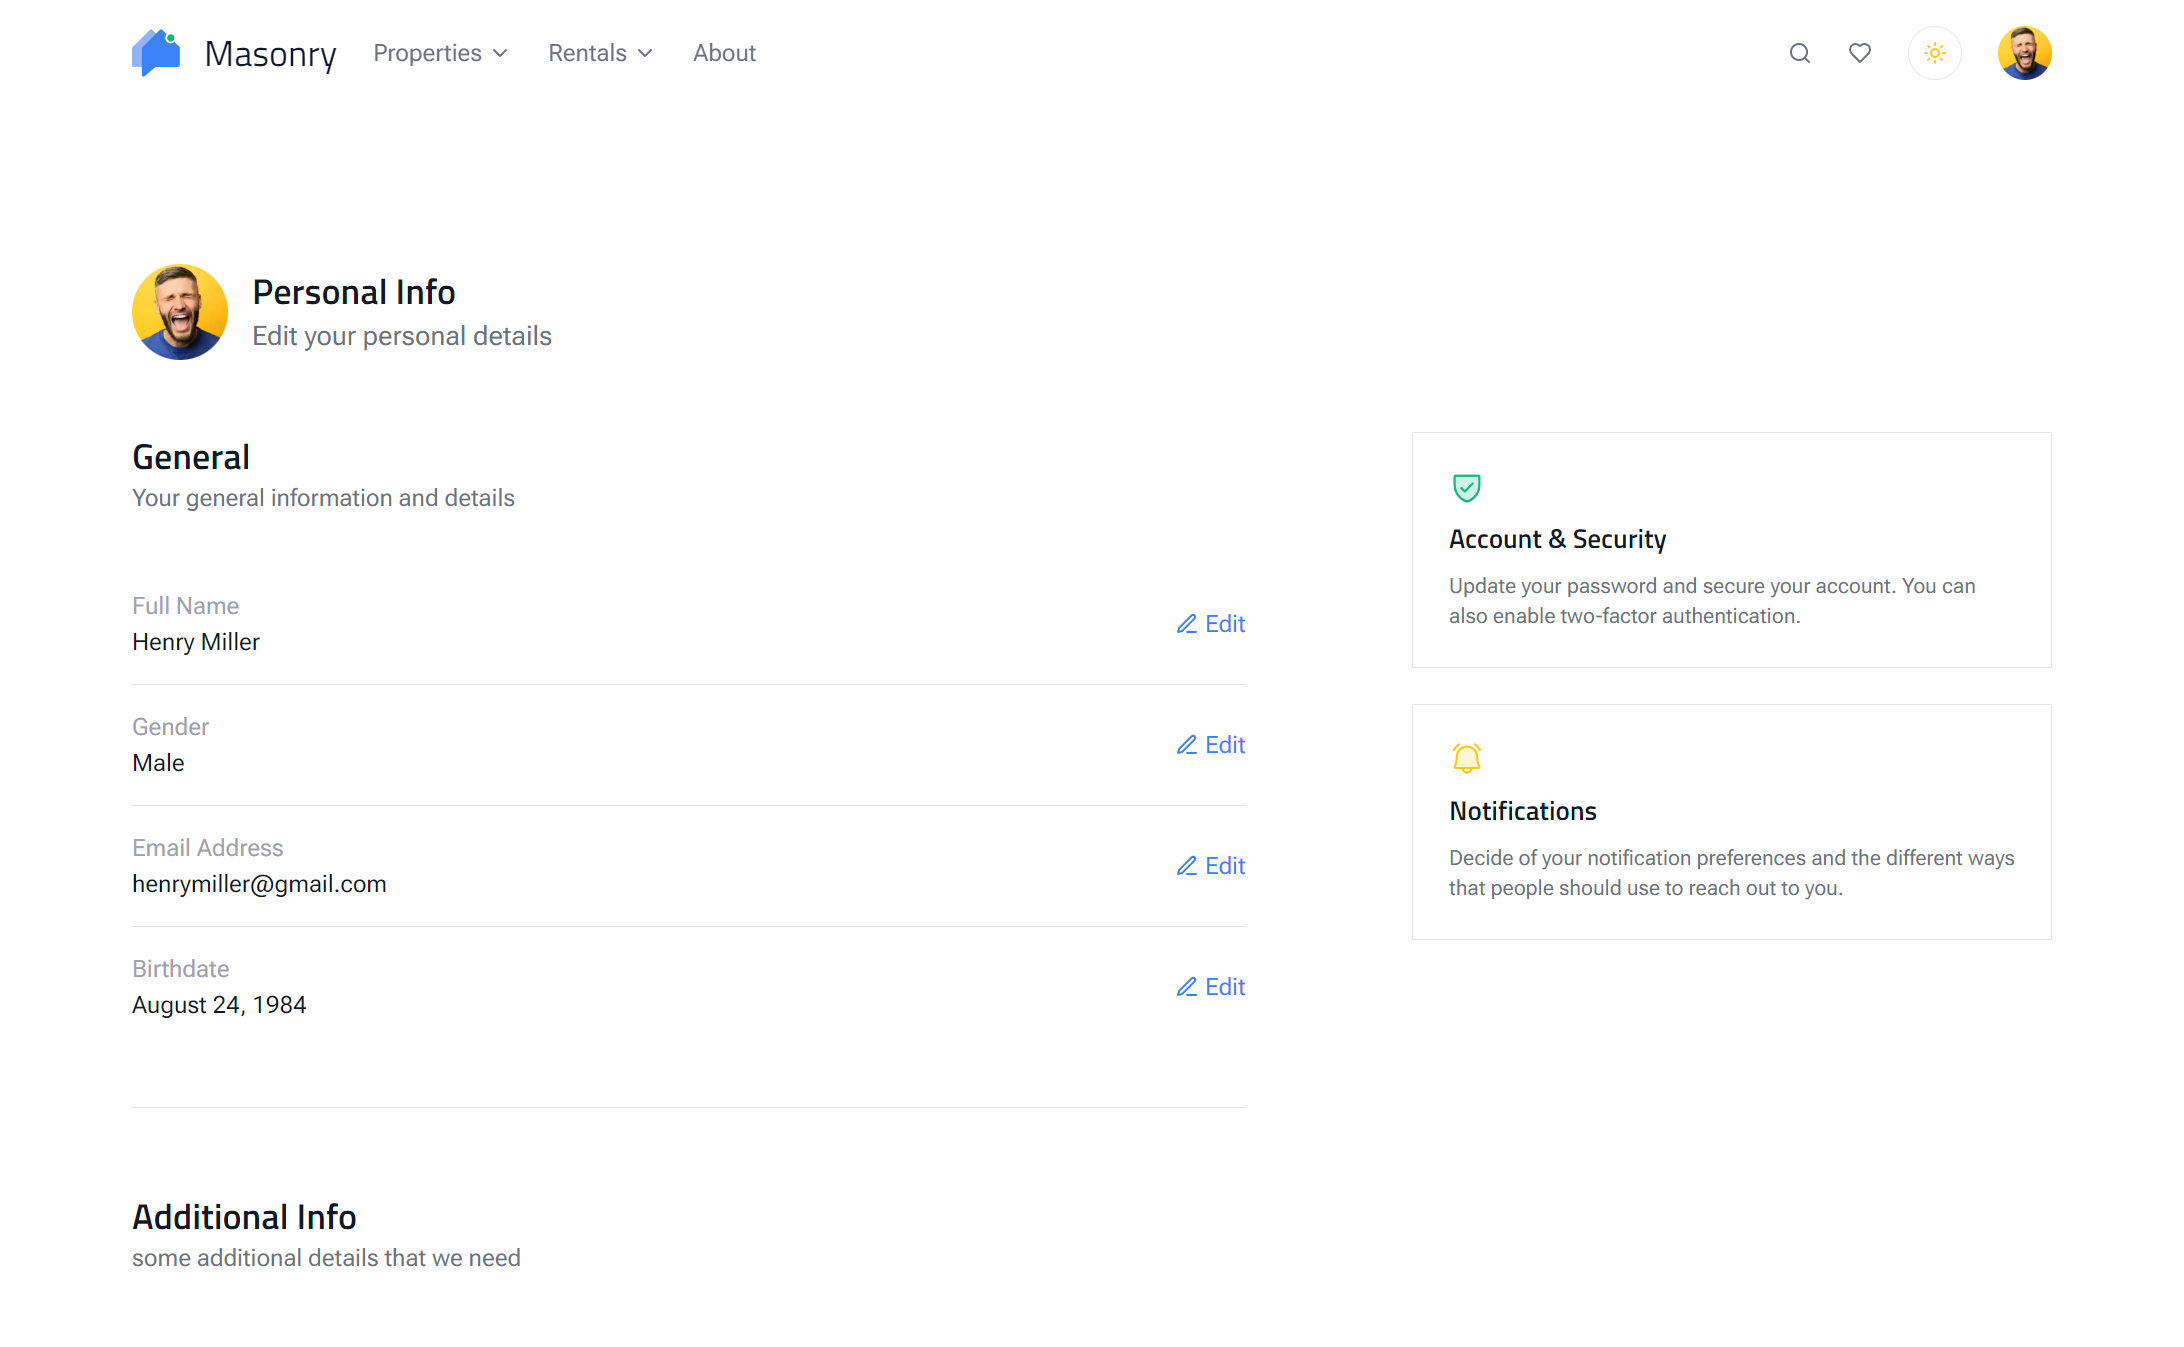 Masonry
Properties
Rentals
About
Personal Info
Edit your personal details
General
Your general information and details
Full Name
Henry Miller
Edit
Gender
Male
Edit
Email Address
henrymiller@gmail.com
Edit
Birthdate
August 24, 1984
Edit
Additional Info
some additional details that we need
Account & Security
Update your password and secure your account. You can
also enable two-factor authentication.
Notifications
Decide of your notification preferences and the different ways
that people should use to reach out to you.